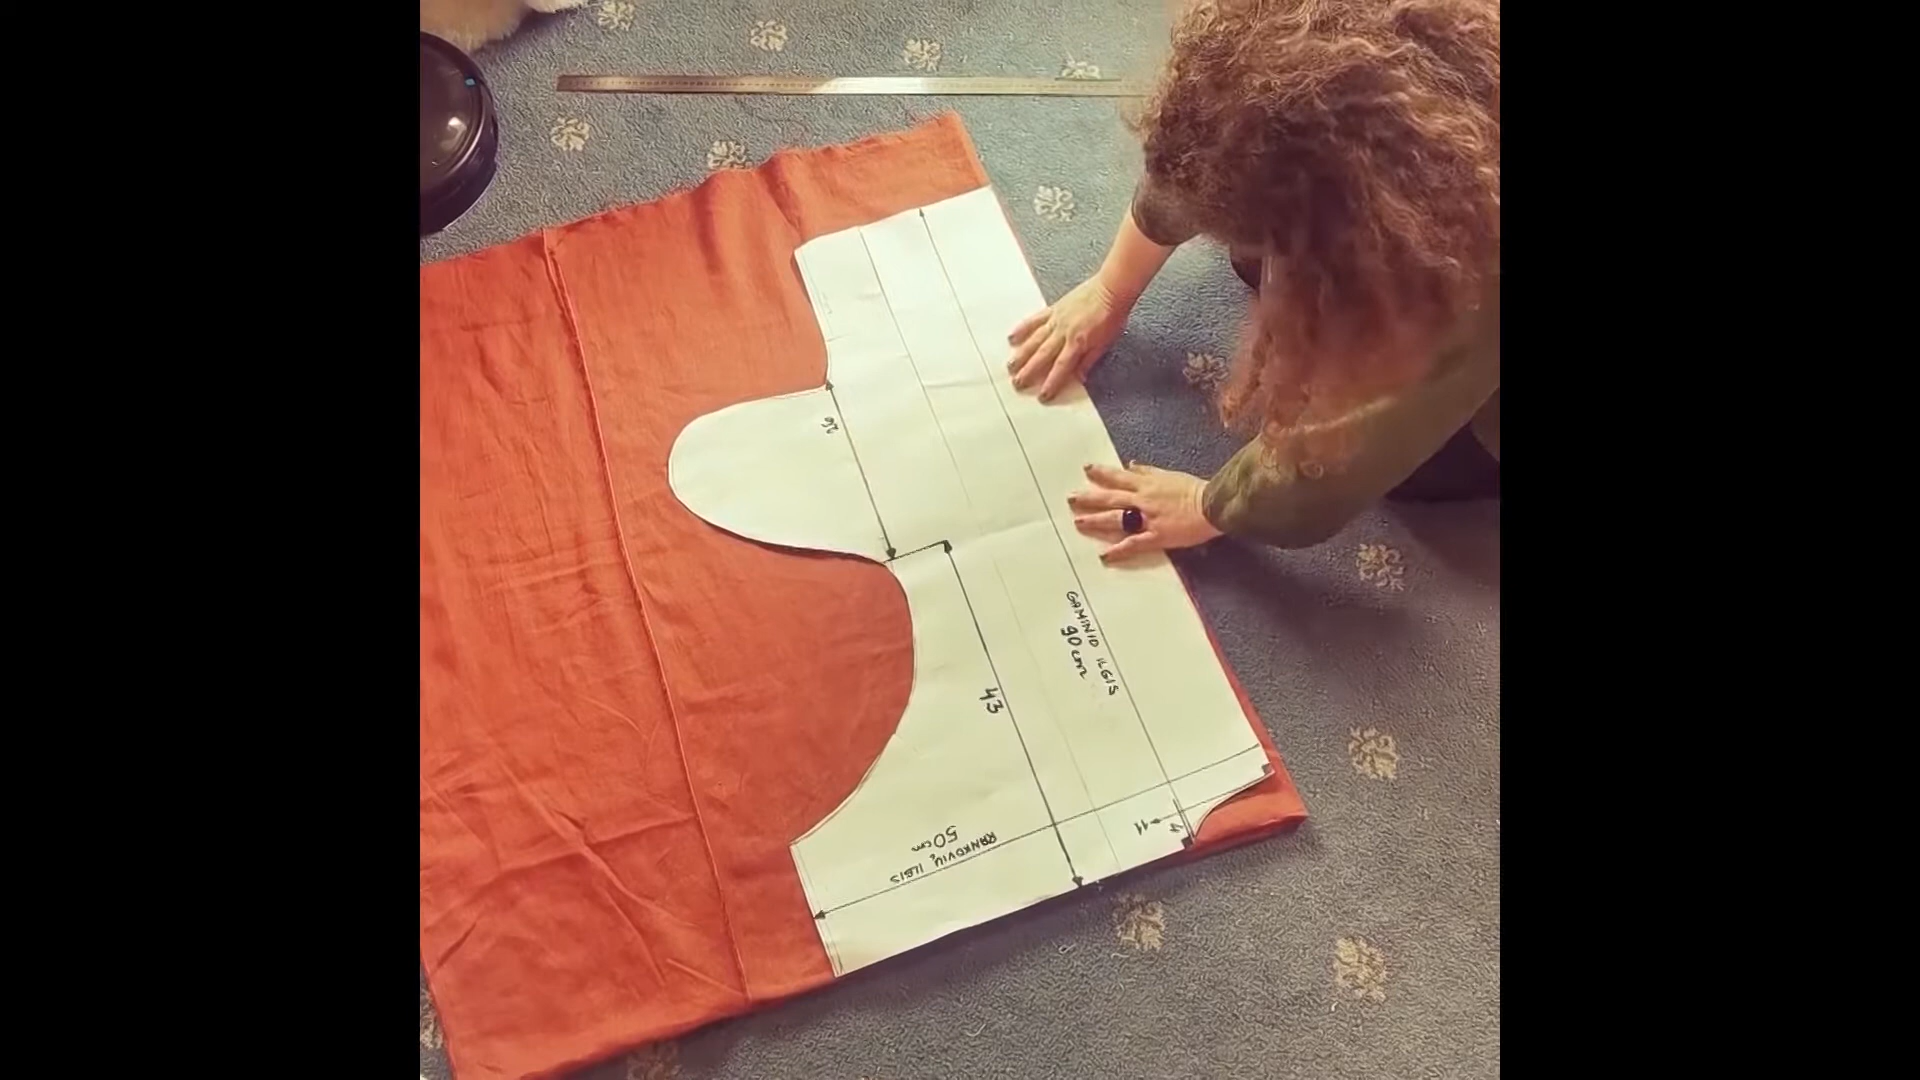 26
GAMINIO ILGIS
90 cm
43
11
4
RANKOVIŲ ILGIS
50 cm